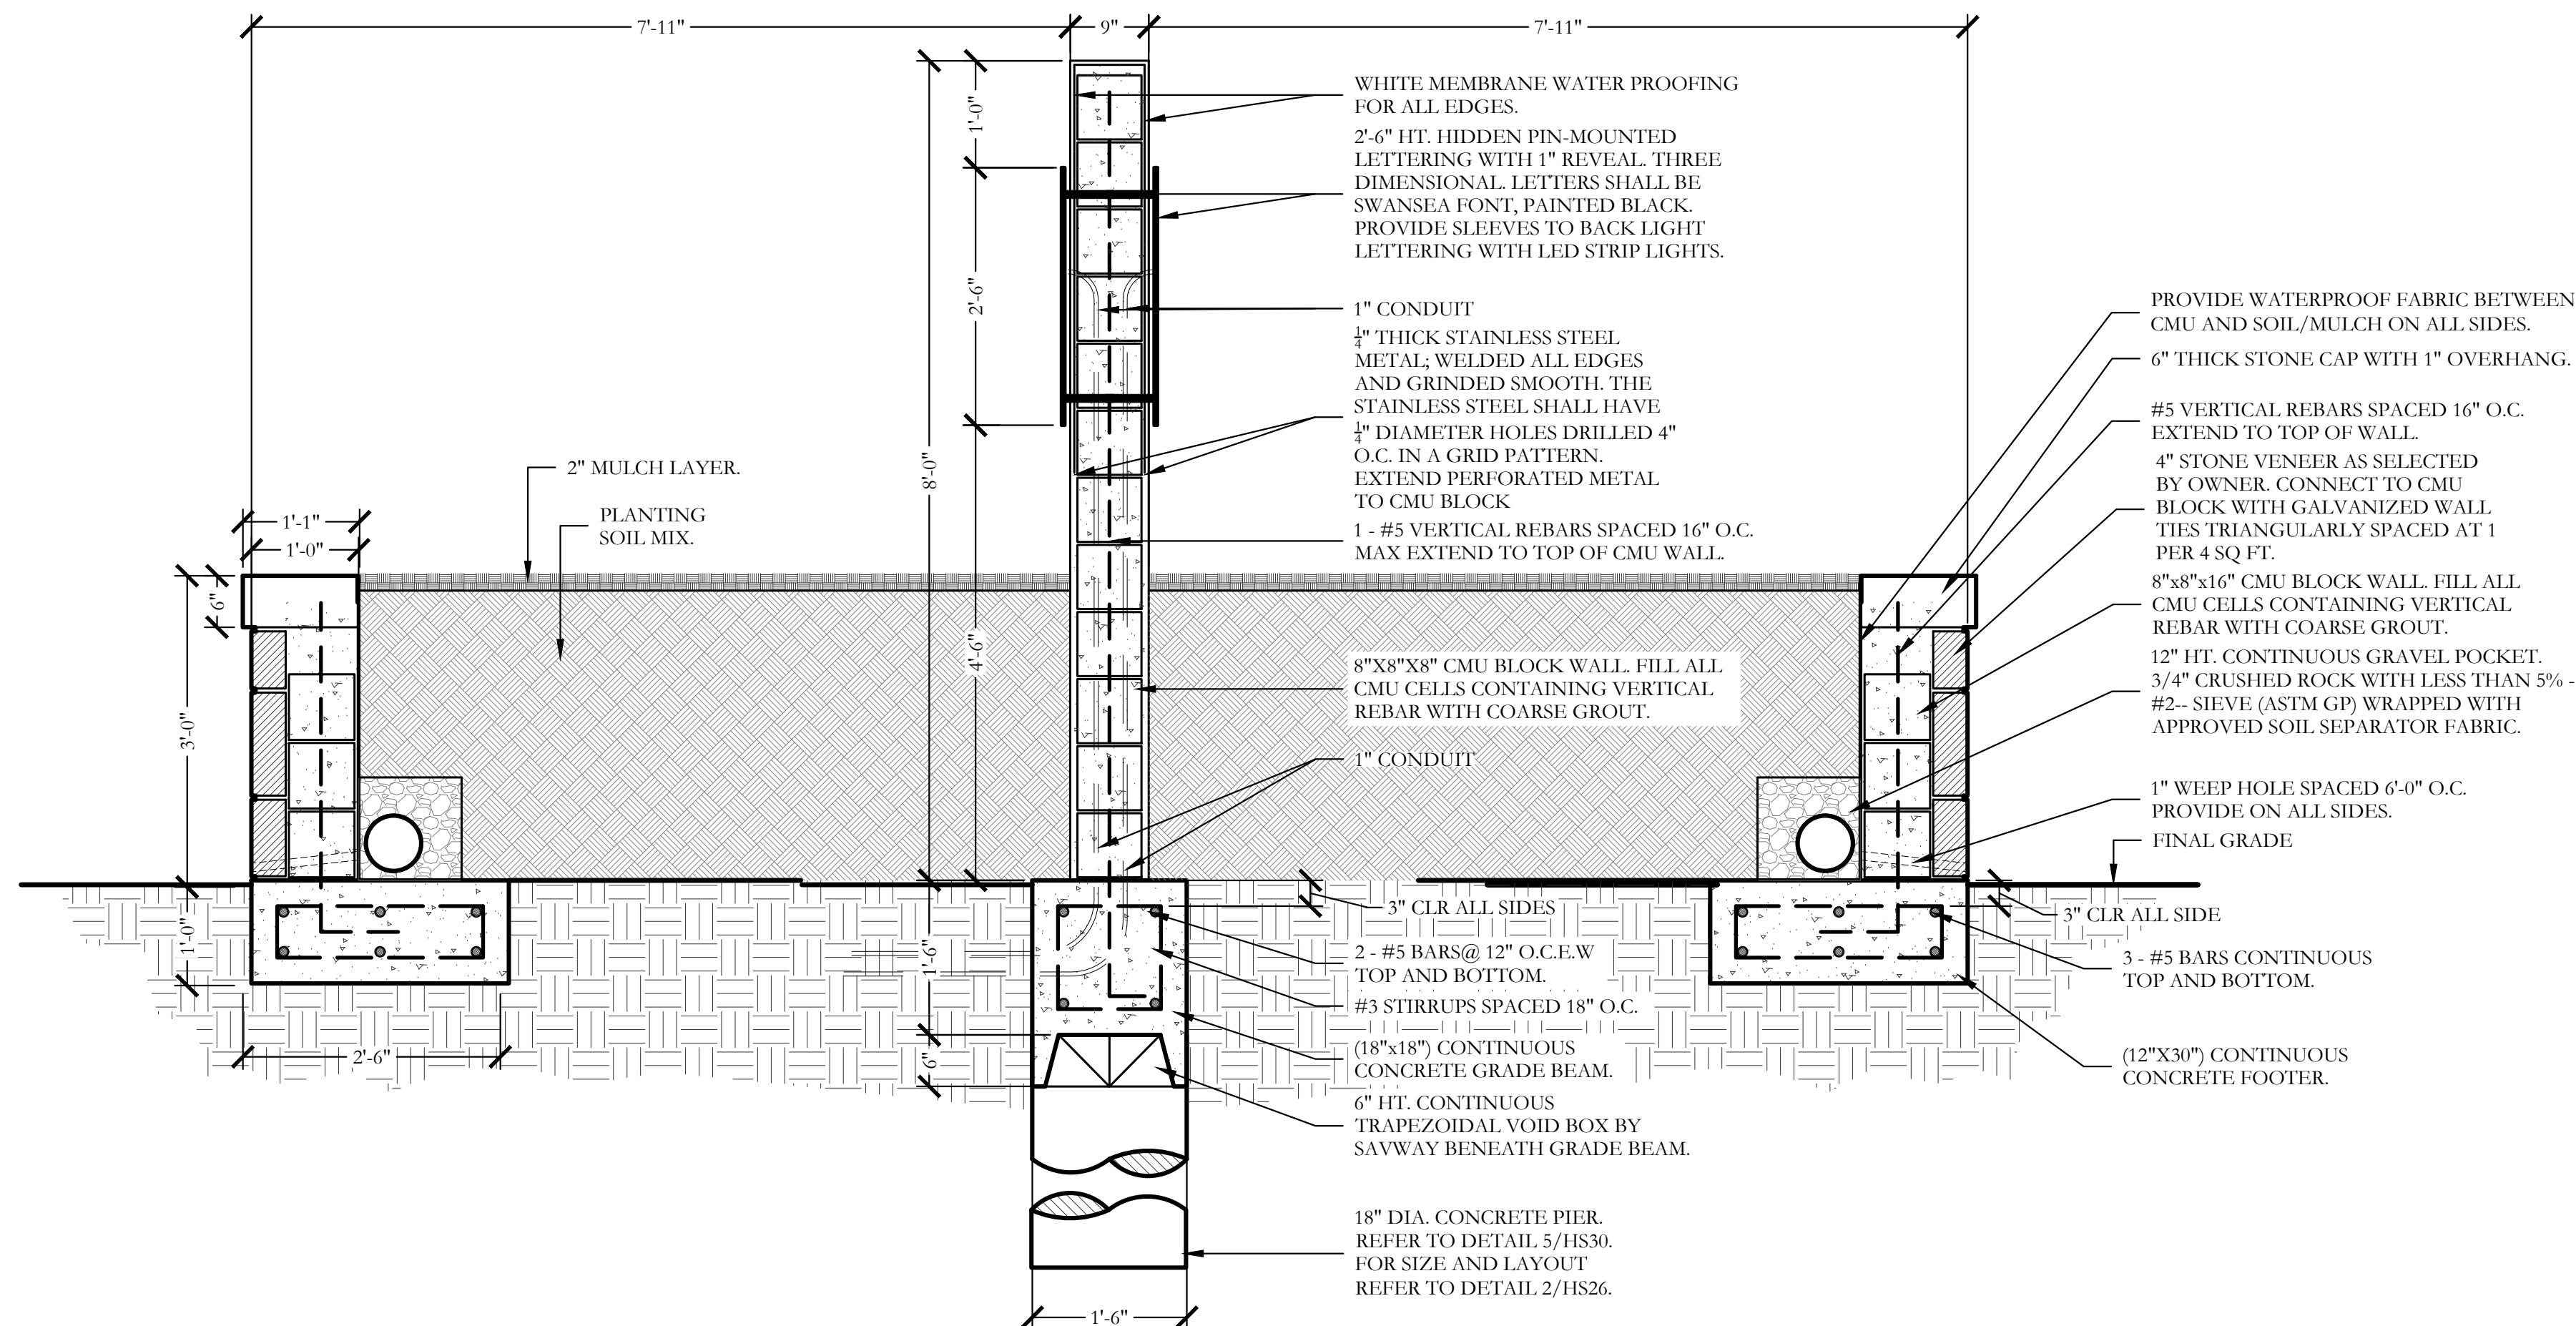 7'-11"
9"
7'-11"
1'-0"
2'-6"
8'-0"
4'-6"
2" MULCH LAYER.
PLANTING
SOIL MIX.
1'-1"
1'-0"
6"
3'-0"
1'-0"
2'-6"
1'-6"
6"
1'-6"
WHITE MEMBRANE WATER PROOFING
FOR ALL EDGES.
2'-6" HT. HIDDEN PIN-MOUNTED
LETTERING WITH 1" REVEAL. THREE
DIMENSIONAL. LETTERS SHALL BE
SWANSEA FONT, PAINTED BLACK.
PROVIDE SLEEVES TO BACK LIGHT
LETTERING WITH LED STRIP LIGHTS.
1" CONDUIT
1/4" THICK STAINLESS STEEL
METAL; WELDED ALL EDGES
AND GRINDED SMOOTH. THE
STAINLESS STEEL SHALL HAVE
1/4" DIAMETER HOLES DRILLED 4"
O.C. IN A GRID PATTERN.
EXTEND PERFORATED METAL
TO CMU BLOCK
1 - #5 VERTICAL REBARS SPACED 16" O.C.
MAX EXTEND TO TOP OF CMU WALL.
8"X8"X8" CMU BLOCK WALL. FILL ALL
CMU CELLS CONTAINING VERTICAL
REBAR WITH COARSE GROUT.
1" CONDUIT
3" CLR ALL SIDES
2 - #5 BARS@ 12" O.C.E.W
TOP AND BOTTOM.
#3 STIRRUPS SPACED 18" O.C.
(18"x18") CONTINUOUS
CONCRETE GRADE BEAM.
6" HT. CONTINUOUS
TRAPEZOIDAL VOID BOX BY
SAVWAY BENEATH GRADE BEAM.
18" DIA. CONCRETE PIER.
REFER TO DETAIL 5/HS30.
FOR SIZE AND LAYOUT
REFER TO DETAIL 2/HS26.
PROVIDE WATERPROOF FABRIC BETWEEN
CMU AND SOIL/MULCH ON ALL SIDES.
6" THICK STONE CAP WITH 1" OVERHANG.
#5 VERTICAL REBARS SPACED 16" O.C.
EXTEND TO TOP OF WALL.
4" STONE VENEER AS SELECTED
BY OWNER. CONNECT TO CMU
BLOCK WITH GALVANIZED WALL
TIES TRIANGULARLY SPACED AT 1
PER 4 SQ FT.
8"x8"x16" CMU BLOCK WALL. FILL ALL
CMU CELLS CONTAINING VERTICAL
REBAR WITH COARSE GROUT.
12" HT. CONTINUOUS GRAVEL POCKET.
3/4" CRUSHED ROCK WITH LESS THAN 5% -
#2-- SIEVE (ASTM GP) WRAPPED WITH
APPROVED SOIL SEPARATOR FABRIC.
1" WEEP HOLE SPACED 6'-0" O.C.
PROVIDE ON ALL SIDES.
FINAL GRADE
3" CLR ALL SIDE
3 - #5 BARS CONTINUOUS
TOP AND BOTTOM.
(12"X30") CONTINUOUS
CONCRETE FOOTER.